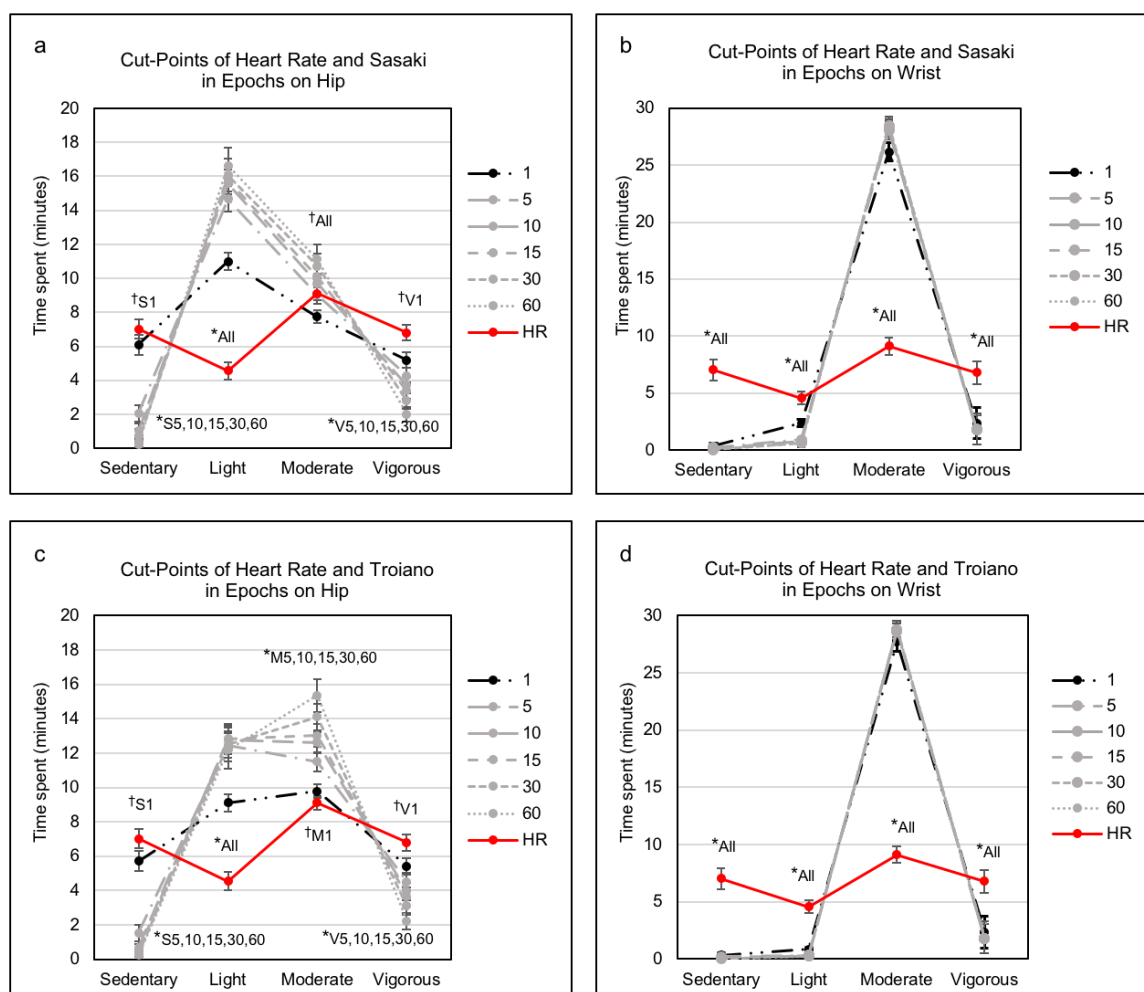 a
Cut-Points of Heart Rate and Sasaki
in Epochs on Hip
Time spent (minutes)
20
18
16
14
12
10
8
6
4
2
0
†S1
*All
†All
†V1
*S5,10,15,30,60
*V5,10,15,30,60
Sedentary Light Moderate Vigorous
1
5
10
15
30
60
HR
b
Cut-Points of Heart Rate and Sasaki
in Epochs on Wrist
Time spent (minutes)
30
25
20
15
10
5
0
*All
*All
*All
*All
Sedentary Light Moderate Vigorous
1
5
10
15
30
60
HR
c
Cut-Points of Heart Rate and Troiano
in Epochs on Hip
Time spent (minutes)
20
18
16
14
12
10
8
6
4
2
0
*M5,10,15,30,60
†S1
*All
†M1
†V1
*S5,10,15,30,60
*V5,10,15,30,60
Sedentary Light Moderate Vigorous
1
5
10
15
30
60
HR
d
Cut-Points of Heart Rate and Troiano
in Epochs on Wrist
Time spent (minutes)
30
25
20
15
10
5
0
*All
*All
*All
*All
Sedentary Light Moderate Vigorous
1
5
10
15
30
60
HR